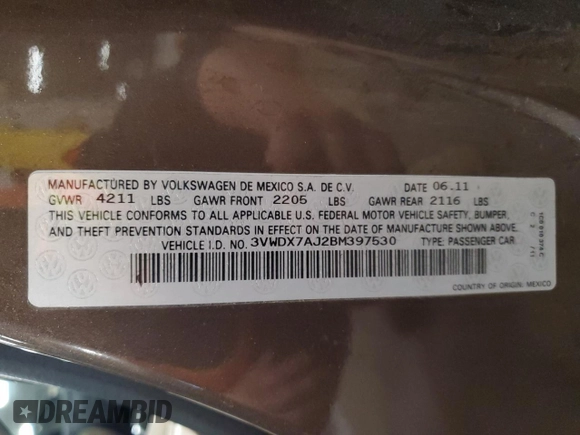 MANUFACTURED BY VOLKSWAGEN DE MEXICO S.A. DE C.V. DATE 06.11
GVWR 4211 LBS GAWR FRONT 2205 LBS GAWR REAR 2116 LBS
THIS VEHICLE CONFORMS TO ALL APPLICABLE U.S. FEDERAL MOTOR VEHICLE SAFETY, BUMPER,
AND THEFT PREVENTION STANDARDS IN EFFECT ON THE DATE OF MANUFACTURE SHOWN ABOVE.
VEHICLE I.D. NO. 3VWDX7AJ2BM397530 TYPE: PASSENGER CAR.
COUNTRY OF ORIGIN: MEXICO
DREAMBID